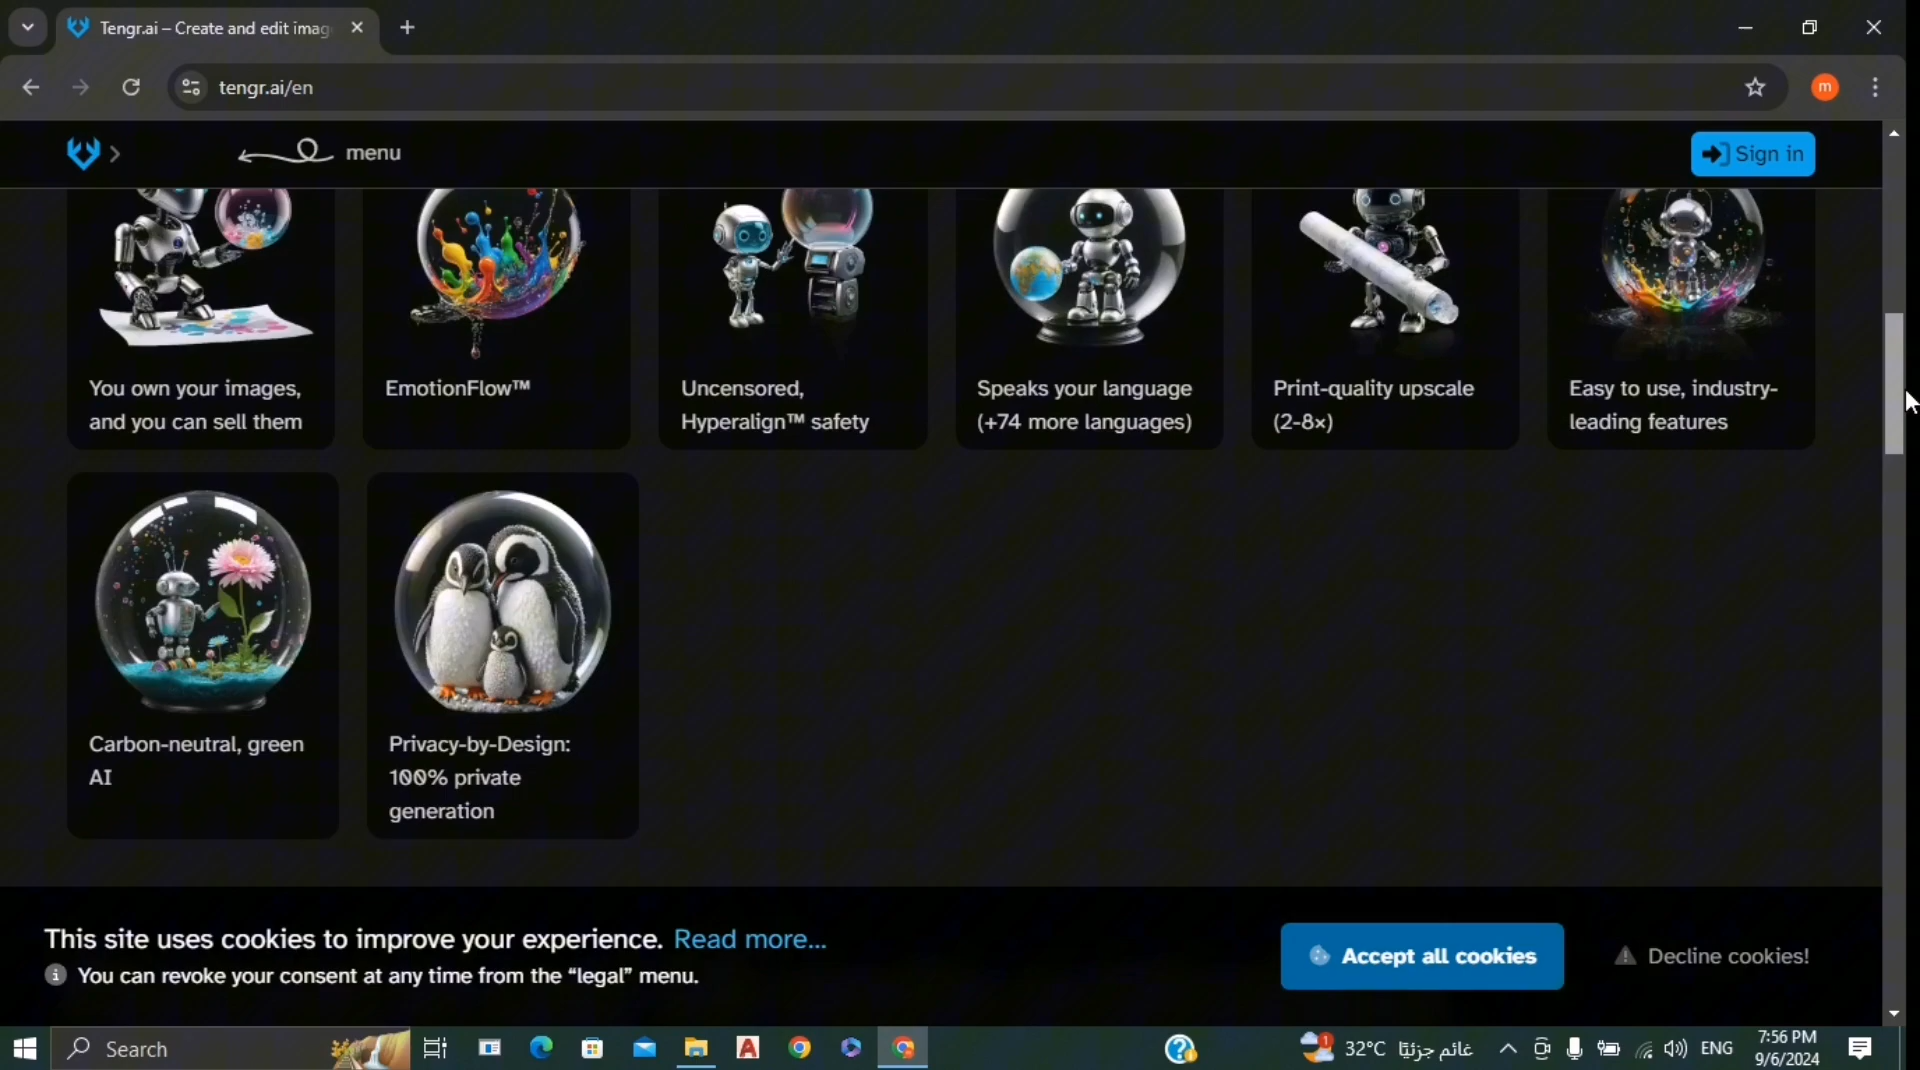 Tengr.ai – Create and edit imag
tengr.ai/en
m
menu
Sign in
You own your images,
and you can sell them
EmotionFlow™
Uncensored,
Hyperalign™ safety
Speaks your language
(+74 more languages)
Print-quality upscale
(2-8×)
Easy to use, industry-
leading features
Carbon-neutral, green
AI
Privacy-by-Design:
100% private
generation
This site uses cookies to improve your experience. Read more...
You can revoke your consent at any time from the “legal” menu.
Accept all cookies
Decline cookies!
Search
1
32°C غائم جزئيًا
ENG
7:56 PM
9/6/2024